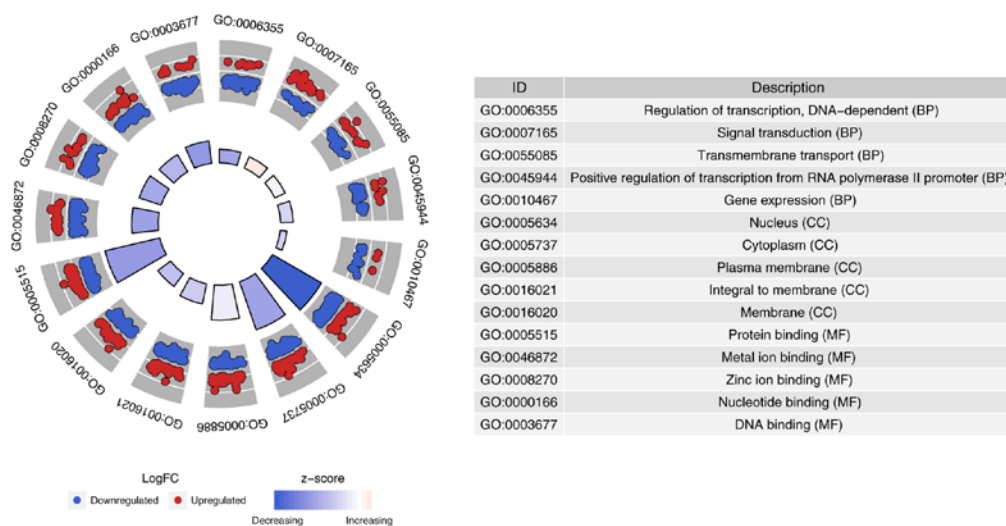 GO:0003677
GO:0006355
GO:0007165
GO:0055085
GO:0045944
GO:0010467
GO:0005634
GO:0005737
GO:0005886
GO:0016021
GO:0016020
GO:0005515
GO:0046872
GO:0008270
GO:0000166
ID Description
GO:0006355 Regulation of transcription, DNA-dependent (BP)
GO:0007165 Signal transduction (BP)
GO:0055085 Transmembrane transport (BP)
GO:0045944 Positive regulation of transcription from RNA polymerase II promoter (BP)
GO:0010467 Gene expression (BP)
GO:0005634 Nucleus (CC)
GO:0005737 Cytoplasm (CC)
GO:0005886 Plasma membrane (CC)
GO:0016021 Integral to membrane (CC)
GO:0016020 Membrane (CC)
GO:0005515 Protein binding (MF)
GO:0046872 Metal ion binding (MF)
GO:0008270 Zinc ion binding (MF)
GO:0000166 Nucleotide binding (MF)
GO:0003677 DNA binding (MF)
LogFC
Downregulated Upregulated
z-score
Decreasing Increasing